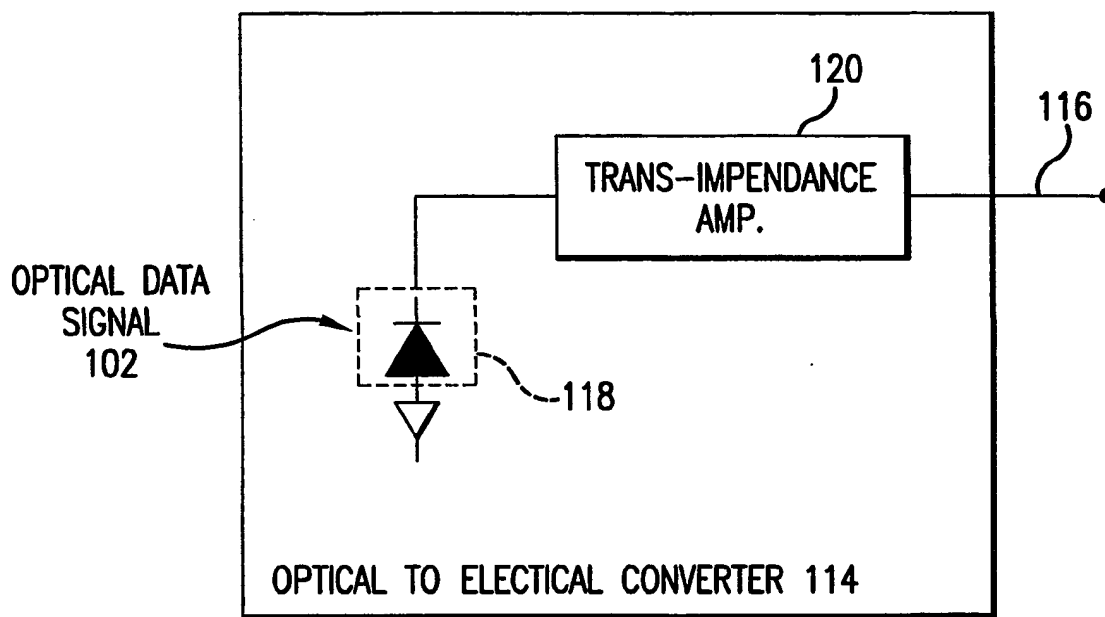 120
116
TRANS-IMPENDANCE
AMP.
OPTICAL DATA
SIGNAL
102
118
OPTICAL TO ELECTICAL CONVERTER 114